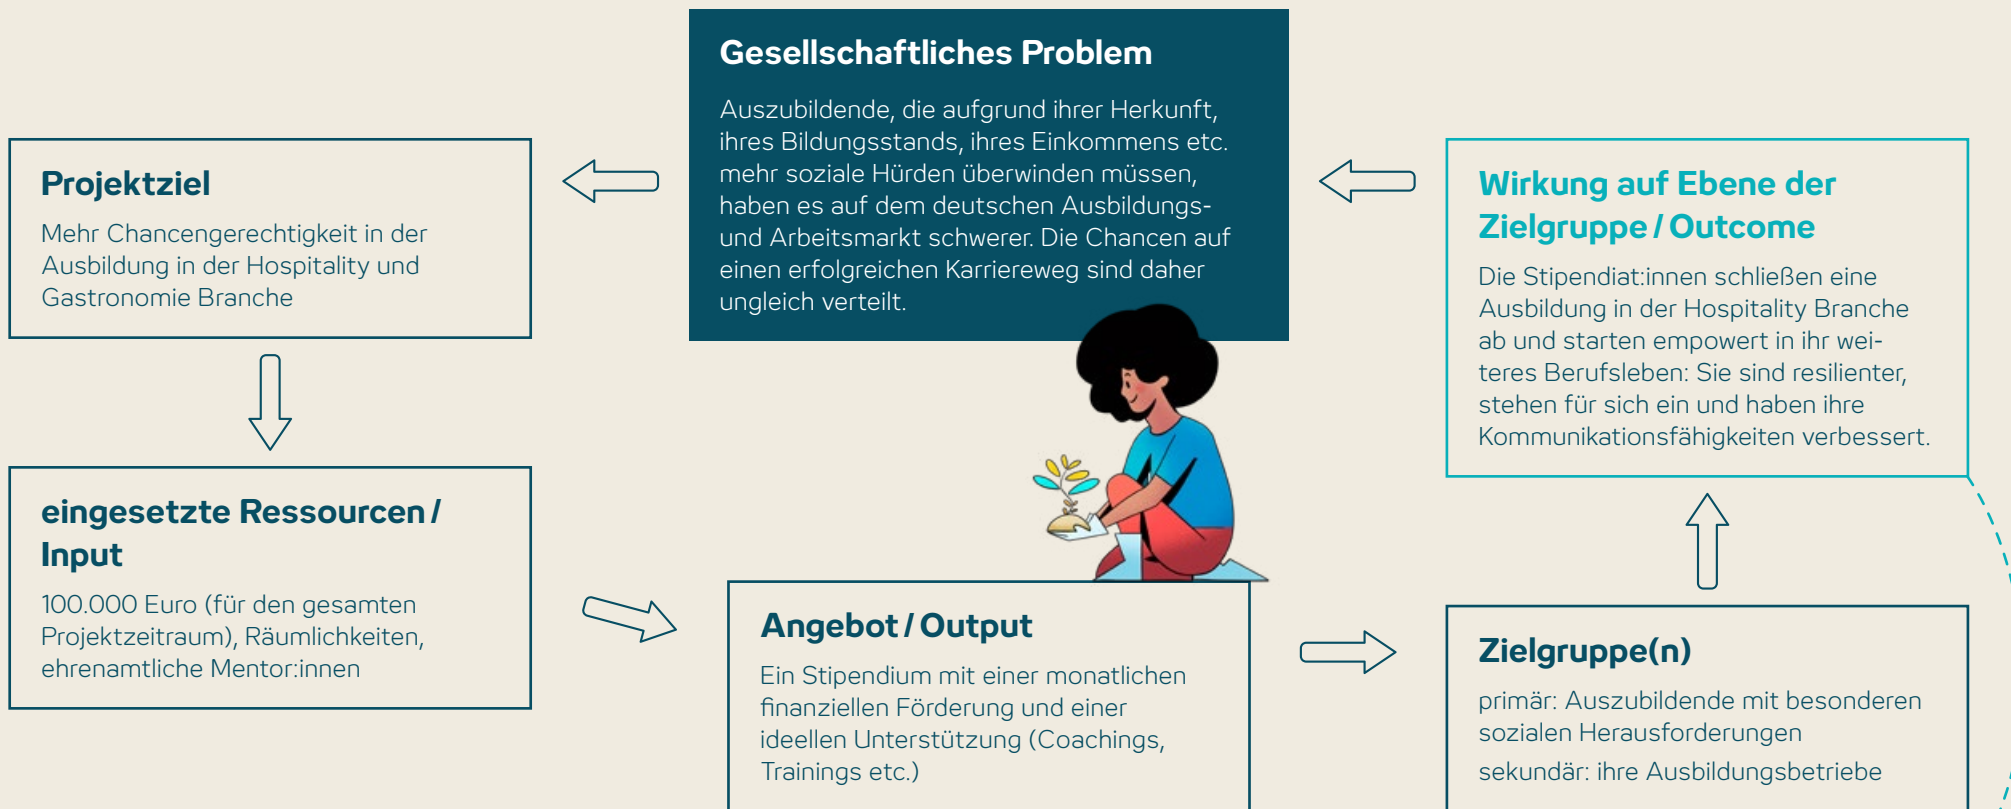 Gesellschaftliches Problem
Auszubildende, die aufgrund ihrer Herkunft,
ihres Bildungsstands, ihres Einkommens etc.
mehr soziale Hürden überwinden müssen,
haben es auf dem deutschen Ausbildungs-
und Arbeitsmarkt schwerer. Die Chancen auf
einen erfolgreichen Karriereweg sind daher
ungleich verteilt.
Projektziel
Mehr Chancengerechtigkeit in der
Ausbildung in der Hospitality und
Gastronomie Branche
eingesetzte Ressourcen /
Input
100.000 Euro (für den gesamten
Projektzeitraum), Räumlichkeiten,
ehrenamtliche Mentor:innen
Angebot / Output
Ein Stipendium mit einer monatlichen
finanziellen Förderung und einer
ideellen Unterstützung (Coachings,
Trainings etc.)
Zielgruppe(n)
primär: Auszubildende mit besonderen
sozialen Herausforderungen
sekundär: ihre Ausbildungsbetriebe
Wirkung auf Ebene der
Zielgruppe / Outcome
Die Stipendiat:innen schließen eine
Ausbildung in der Hospitality Branche
ab und starten empowert in ihr wei-
teres Berufsleben: Sie sind resilienter,
stehen für sich ein und haben ihre
Kommunikationsfähigkeiten verbessert.